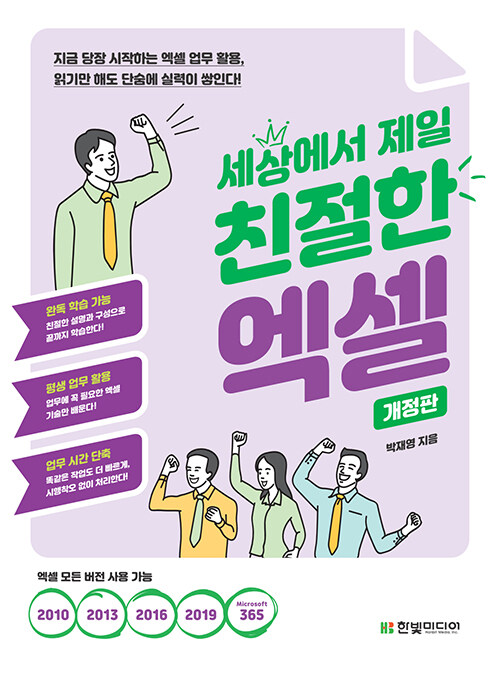 지금 당장 시작하는 엑셀 업무 활용,
읽기만 해도 단숨에 실력이 쌓인다!
세상에서 제일
친절한
엑셀
개정판
박재영 지음
완독 학습 가능
친절한 설명과 구성으로
끝까지 학습한다!
평생 업무 활용
업무에 꼭 필요한 엑셀
기술만 배운다!
업무 시간 단축
똑같은 작업도 더 빠르게,
시행착오 없이 처리한다!
엑셀 모든 버전 사용 가능
2010 2013 2016 2019 Microsoft 365
HB 한빛미디어
Hanbit Media, Inc.